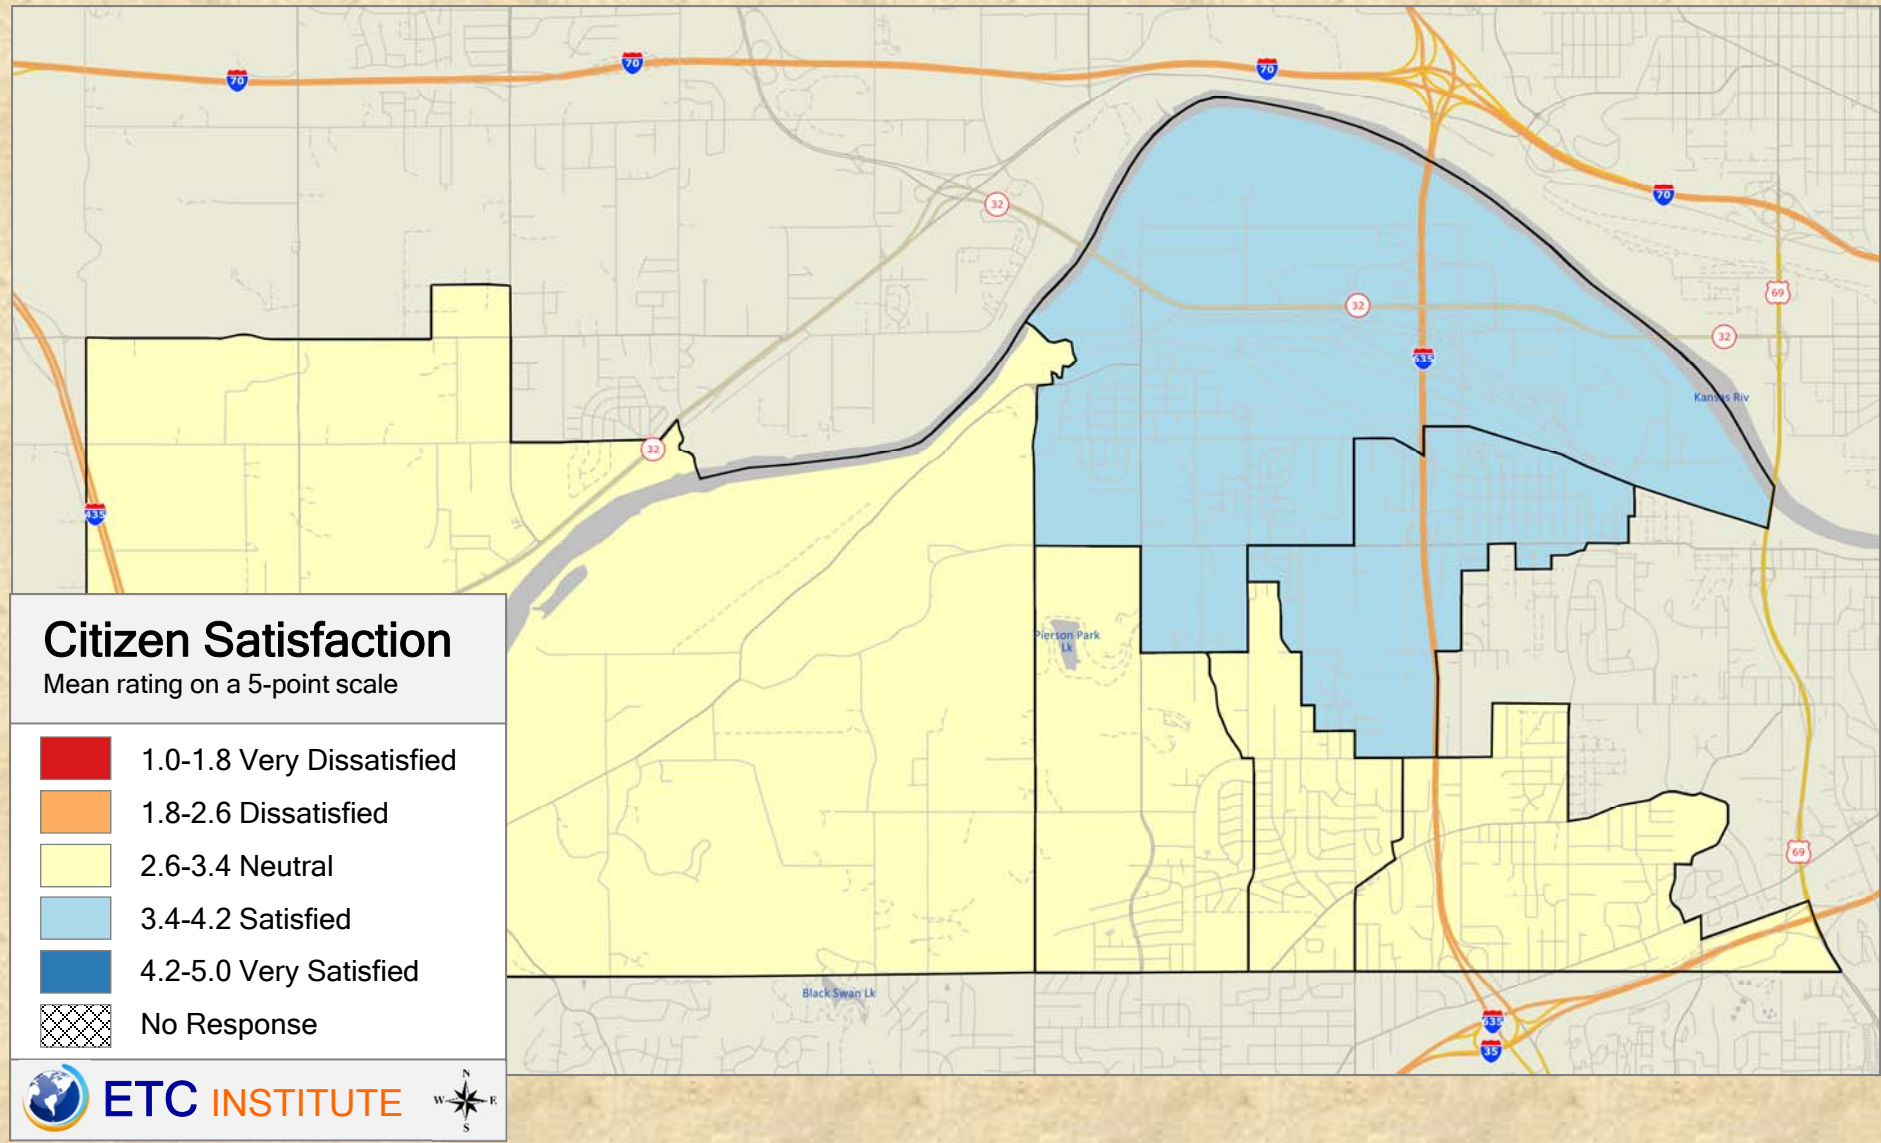 70
70
70
70
32
69
32
32
635
Kansas Riv
32
435
Pierson Park
Lk
69
Black Swan Lk
635
35
Citizen Satisfaction
Mean rating on a 5-point scale
1.0-1.8 Very Dissatisfied
1.8-2.6 Dissatisfied
2.6-3.4 Neutral
3.4-4.2 Satisfied
4.2-5.0 Very Satisfied
No Response
ETC INSTITUTE
N
W E
S